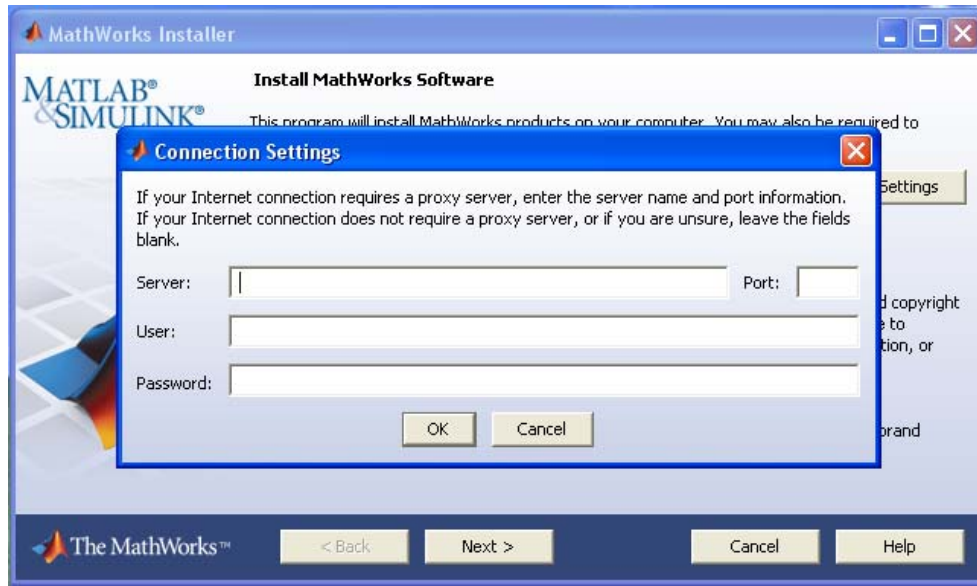 MathWorks Installer
MATLAB®
&SIMULINK®
Install MathWorks Software
This program will install MathWorks products on your computer. You may also be required to
Connection Settings
Settings
If your Internet connection requires a proxy server, enter the server name and port information.
If your Internet connection does not require a proxy server, or if you are unsure, leave the fields
blank.
Server:
Port:
d copyright
User:
e to
tion, or
Password:
OK
Cancel
brand
The MathWorks™
< Back
Next >
Cancel
Help